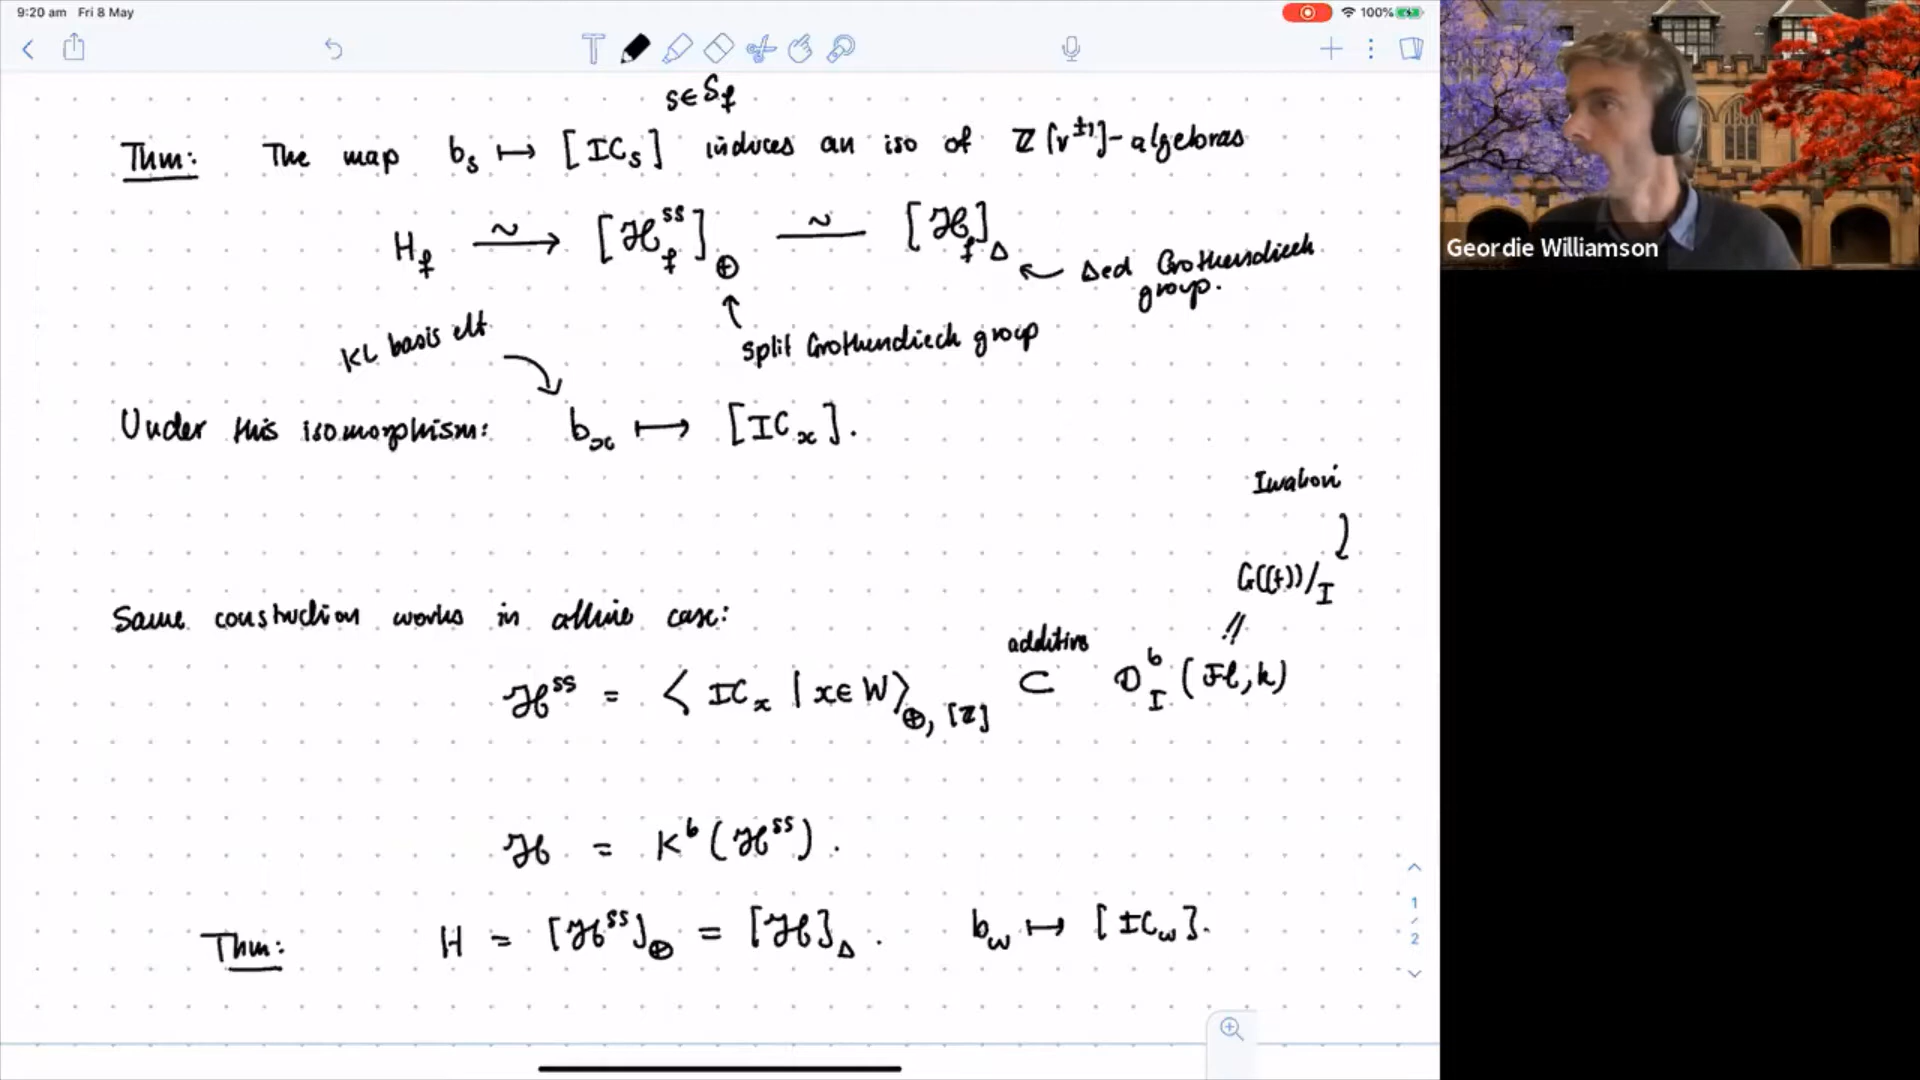 9:20 am Fri 8 May
100%
s∈S_f
Thm: The map b_s ↦ [IC_s] induces an iso of ℤ[v^{±1}]-algebras
H_f →~ [ℋ_f^{ss}]_⊕ —~— [ℋ_f]_Δ
Δed Grothendieck group.
split Grothendieck group
KL basis elt
Under this isomorphism: b_x ↦ [IC_x].
Iwahori
G((t))/I
Same construction works in affine case:
additive
ℋ^{ss} = ⟨ IC_x | x∈W ⟩_{⊕, [ℤ]} ⊂ D^b_I (Fl, k)
ℋ = K^b(ℋ^{ss}).
Thm: H = [ℋ^{ss}]_⊕ = [ℋ]_Δ. b_w ↦ [IC_w].
1
/
2
Geordie Williamson